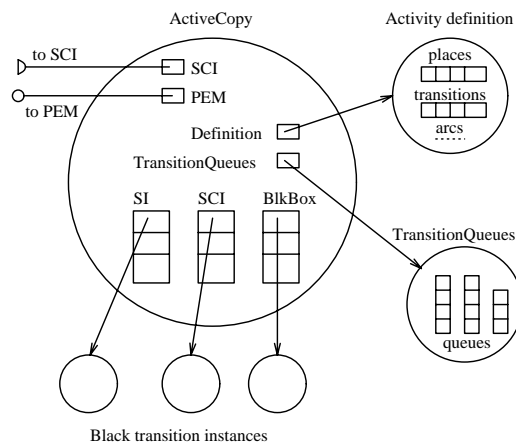 ActiveCopy
Activity definition
to SCI
SCI
to PEM
PEM
places
transitions
arcs
Definition
TransitionQueues
SI
SCI
BlkBox
TransitionQueues
queues
Black transition instances